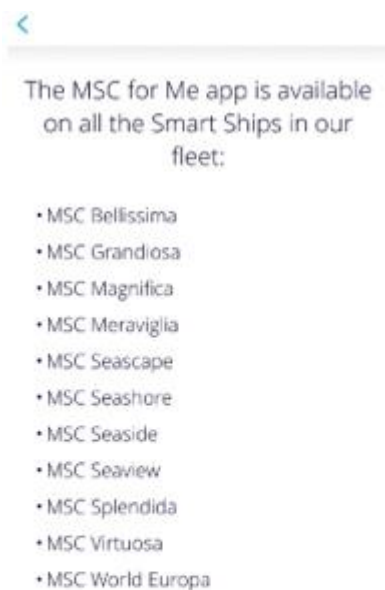 The MSC for Me app is available
on all the Smart Ships in our
fleet:
• MSC Bellissima
• MSC Grandiosa
• MSC Magnifica
• MSC Meraviglia
• MSC Seascape
• MSC Seashore
• MSC Seaside
• MSC Seaview
• MSC Splendida
• MSC Virtuosa
• MSC World Europa